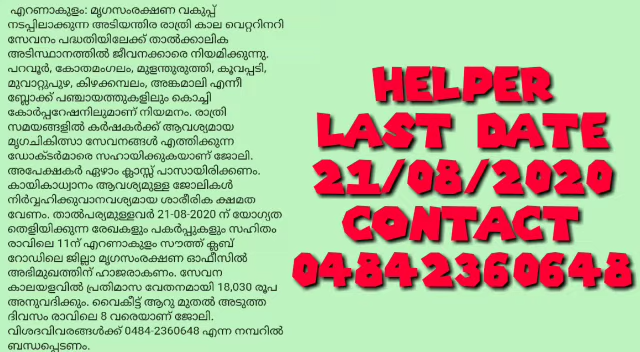 എറണാകുളം: മൃഗസംരക്ഷണ വകുപ്പ്
നടപ്പിലാക്കുന്ന അടിയന്തിര രാത്രി കാല വെറ്ററിനറി
സേവനം പദ്ധതിയിലേക്ക് താൽക്കാലിക
അടിസ്ഥാനത്തിൽ ജീവനക്കാരെ നിയമിക്കുന്നു.
പറവൂർ, കോതമംഗലം, മുളന്തുരുത്തി, കൂവപ്പടി,
മുവാറ്റുപുഴ, കിഴക്കമ്പലം, അങ്കമാലി എന്നീ
ബ്ലോക്ക് പഞ്ചായത്തുകളിലും കൊച്ചി
കോർപ്പറേഷനിലുമാണ് നിയമനം. രാത്രി
സമയങ്ങളിൽ കർഷകർക്ക് ആവശ്യമായ
മൃഗചികിത്സാ സേവനങ്ങൾ എത്തിക്കുന്ന
ഡോക്ടർമാരെ സഹായിക്കുകയാണ് ജോലി.
അപേക്ഷകർ ഏഴാം ക്ലാസ്സ് പാസായിരിക്കണം.
കായികാധ്വാനം ആവശ്യമുള്ള ജോലികൾ
നിർവ്വഹിക്കുവാനവശ്യമായ ശാരീരിക ക്ഷമത
വേണം. താൽപര്യമുള്ളവർ 21-08-2020 ന് യോഗ്യത
തെളിയിക്കുന്ന രേഖകളും പകർപ്പുകളും സഹിതം
രാവിലെ 11ന് എറണാകുളം സൗത്ത് ക്ലബ്
റോഡിലെ ജില്ലാ മൃഗസംരക്ഷണ ഓഫീസിൽ
അഭിമുഖത്തിന് ഹാജരാകണം. സേവന
കാലയളവിൽ പ്രതിമാസ വേതനമായി 18,030 രൂപ
അനുവദിക്കും. വൈകീട്ട് ആറു മുതൽ അടുത്ത
ദിവസം രാവിലെ 8 വരെയാണ് ജോലി.
വിശദവിവരങ്ങൾക്ക് 0484-2360648 എന്ന നമ്പറിൽ
ബന്ധപ്പെടണം.
HELPER
LAST DATE
21/08/2020
CONTACT
04842360648